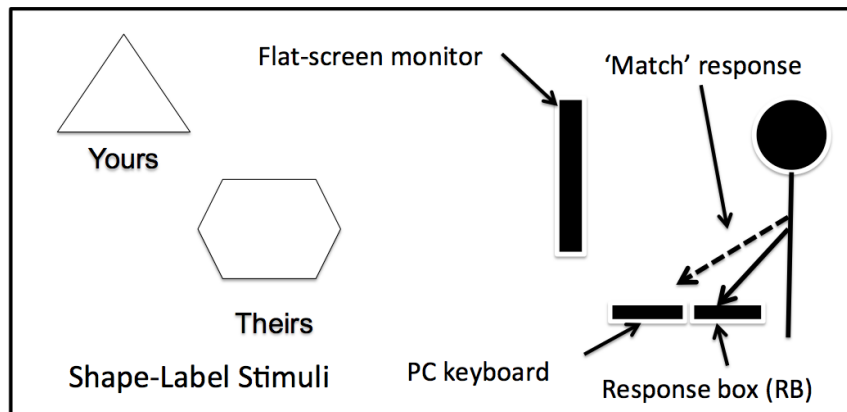 Flat-screen monitor
‘Match’ response
Yours
Theirs
Shape-Label Stimuli
PC keyboard
Response box (RB)